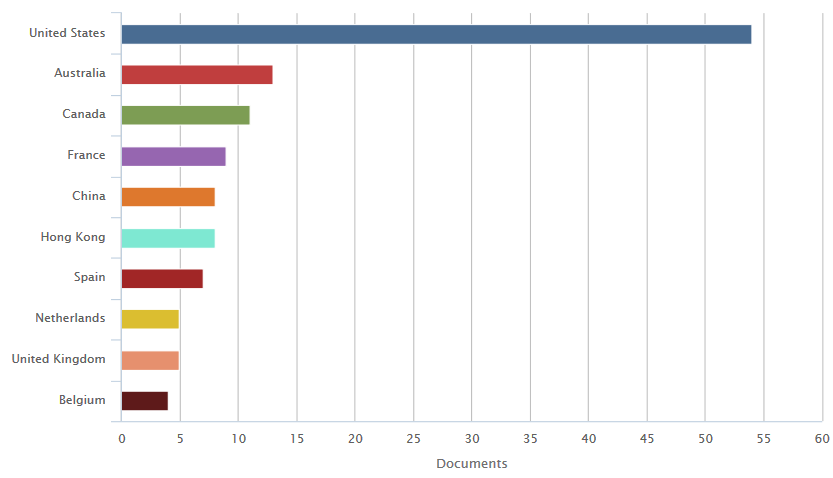 United States
Australia
Canada
France
China
Hong Kong
Spain
Netherlands
United Kingdom
Belgium
0 5 10 15 20 25 30 35 40 45 50 55 60
Documents